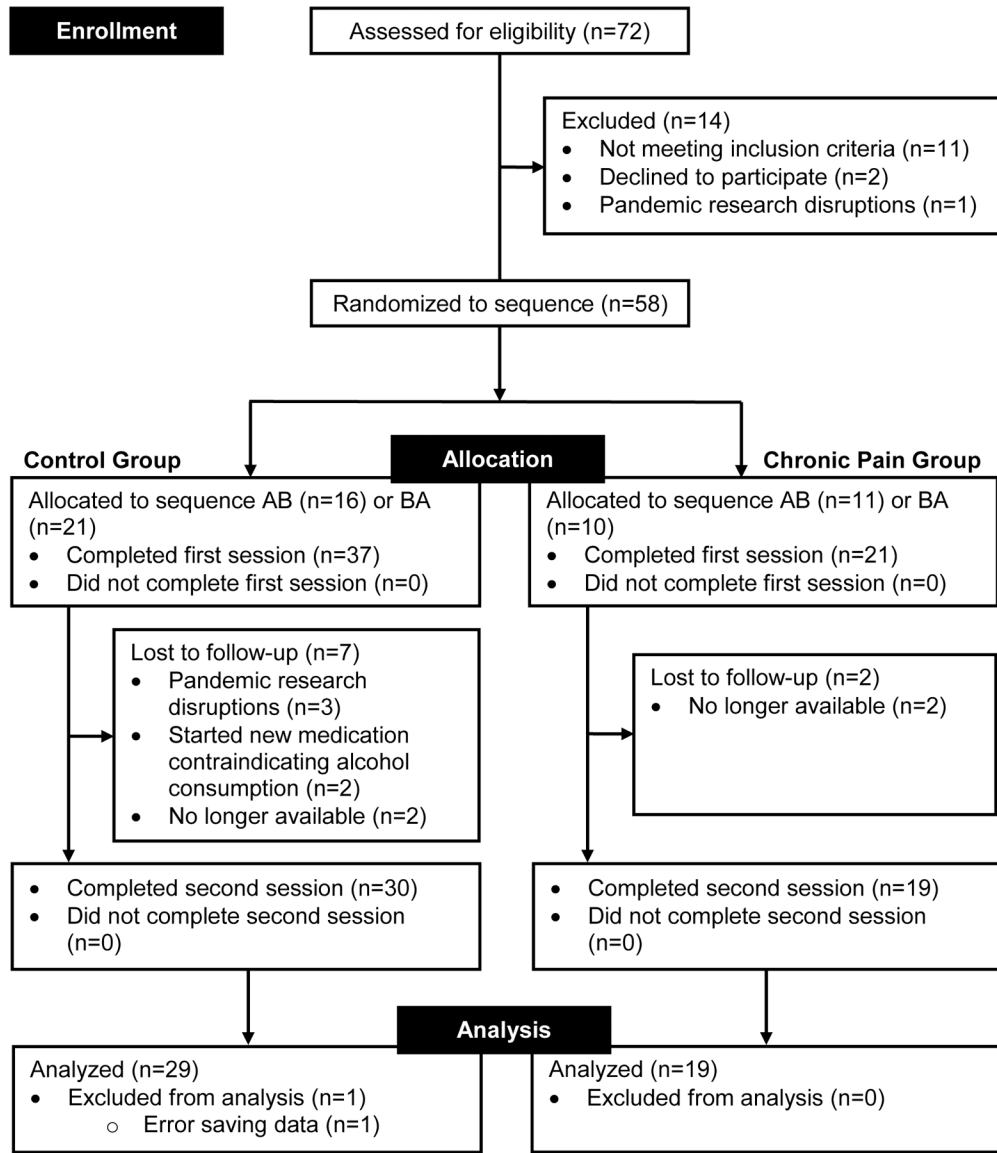 Enrollment
Assessed for eligibility (n=72)
Excluded (n=14)
• Not meeting inclusion criteria (n=11)
• Declined to participate (n=2)
• Pandemic research disruptions (n=1)
Randomized to sequence (n=58)
Allocation
Control Group
Allocated to sequence AB (n=16) or BA
(n=21)
• Completed first session (n=37)
• Did not complete first session (n=0)
Chronic Pain Group
Allocated to sequence AB (n=11) or BA
(n=10)
• Completed first session (n=21)
• Did not complete first session (n=0)
Lost to follow-up (n=7)
• Pandemic research
disruptions (n=3)
• Started new medication
contraindicating alcohol
consumption (n=2)
• No longer available (n=2)
Lost to follow-up (n=2)
• No longer available (n=2)
• Completed second session (n=30)
• Did not complete second session
(n=0)
• Completed second session (n=19)
• Did not complete second session
(n=0)
Analysis
Analyzed (n=29)
• Excluded from analysis (n=1)
o Error saving data (n=1)
Analyzed (n=19)
• Excluded from analysis (n=0)